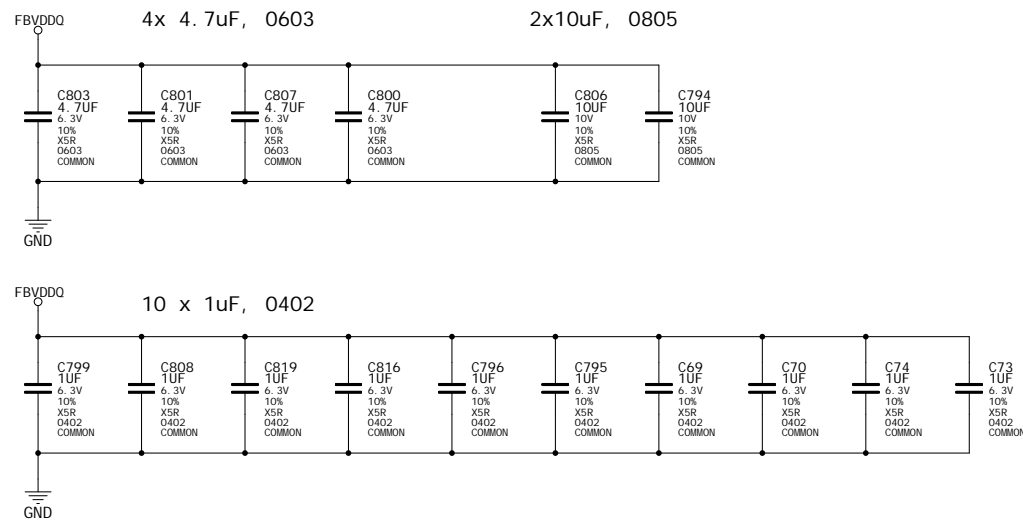 FBVDDQ
4x 4.7uF, 0603
2x10uF, 0805
C803
4.7UF
6.3V
10%
X5R
0603
COMMON
C801
4.7UF
6.3V
10%
X5R
0603
COMMON
C807
4.7UF
6.3V
10%
X5R
0603
COMMON
C800
4.7UF
6.3V
10%
X5R
0603
COMMON
C806
10UF
10V
10%
X5R
0805
COMMON
C794
10UF
10V
10%
X5R
0805
COMMON
GND
FBVDDQ
10 x 1uF, 0402
C799
1UF
6.3V
10%
X5R
0402
COMMON
C808
1UF
6.3V
10%
X5R
0402
COMMON
C819
1UF
6.3V
10%
X5R
0402
COMMON
C816
1UF
6.3V
10%
X5R
0402
COMMON
C796
1UF
6.3V
10%
X5R
0402
COMMON
C795
1UF
6.3V
10%
X5R
0402
COMMON
C69
1UF
6.3V
10%
X5R
0402
COMMON
C70
1UF
6.3V
10%
X5R
0402
COMMON
C74
1UF
6.3V
10%
X5R
0402
COMMON
C73
1UF
6.3V
10%
X5R
0402
COMMON
GND